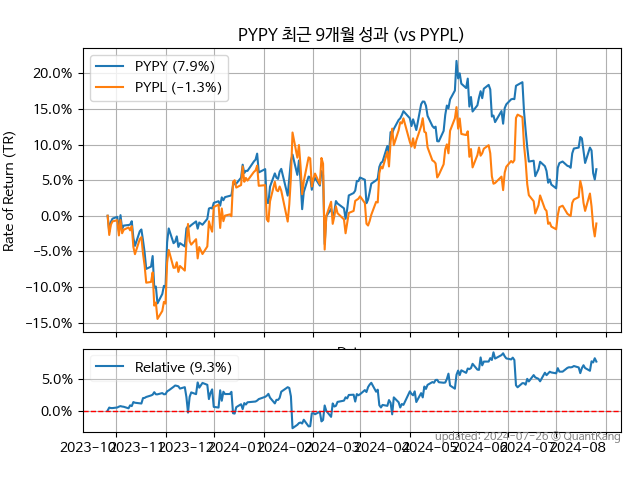 PYPY 최근 9개월 성과 (vs PYPL)
PYPY (7.9%)
PYPL (−1.3%)
Rate of Return (TR)
20.0%
15.0%
10.0%
5.0%
0.0%
−5.0%
−10.0%
−15.0%
Relative (9.3%)
5.0%
0.0%
updated: 2024-07-26 © QuantKang
2023-10 2023-11 2023-12 2024-01 2024-02 2024-03 2024-04 2024-05 2024-06 2024-07 2024-08